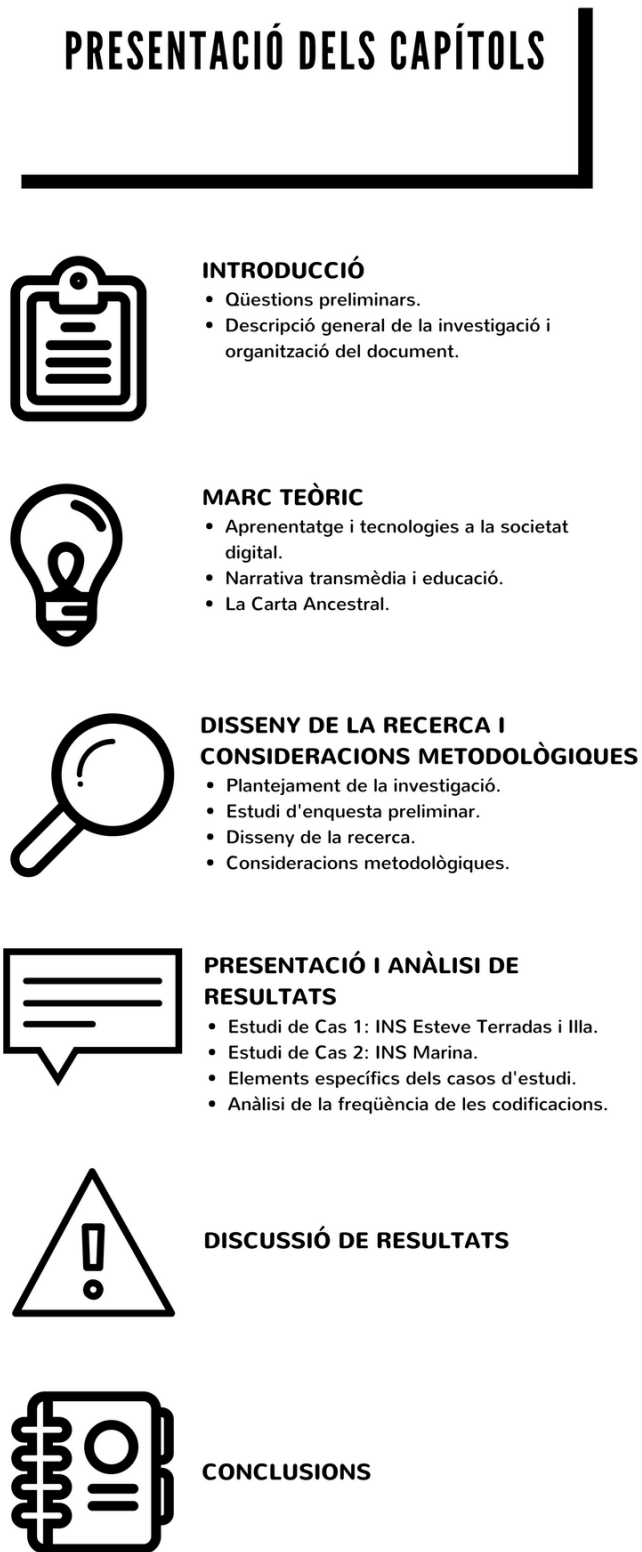 PRESENTACIÓ DELS CAPÍTOLS
INTRODUCCIÓ
• Qüestions preliminars.
• Descripció general de la investigació i
organització del document.
MARC TEÒRIC
• Aprenentatge i tecnologies a la societat
digital.
• Narrativa transmèdia i educació.
• La Carta Ancestral.
DISSENY DE LA RECERCA I
CONSIDERACIONS METODOLÒGIQUES
• Plantejament de la investigació.
• Estudi d'enquesta preliminar.
• Disseny de la recerca.
• Consideracions metodològiques.
PRESENTACIÓ I ANÀLISI DE
RESULTATS
• Estudi de Cas 1: INS Esteve Terradas i Illa.
• Estudi de Cas 2: INS Marina.
• Elements específics dels casos d'estudi.
• Anàlisi de la freqüència de les codificacions.
DISCUSSIÓ DE RESULTATS
CONCLUSIONS